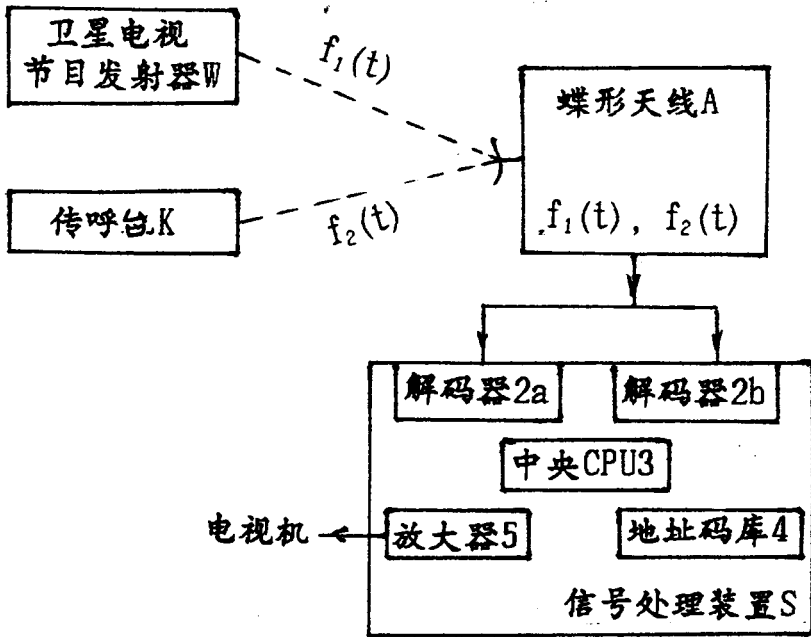 卫星电视
节目发射器W
f₁(t)
蝶形天线A
传呼台K
f₂(t)
f₁(t), f₂(t)
解码器2a
解码器2b
中央CPU3
电视机
放大器5
地址码库4
信号处理装置S